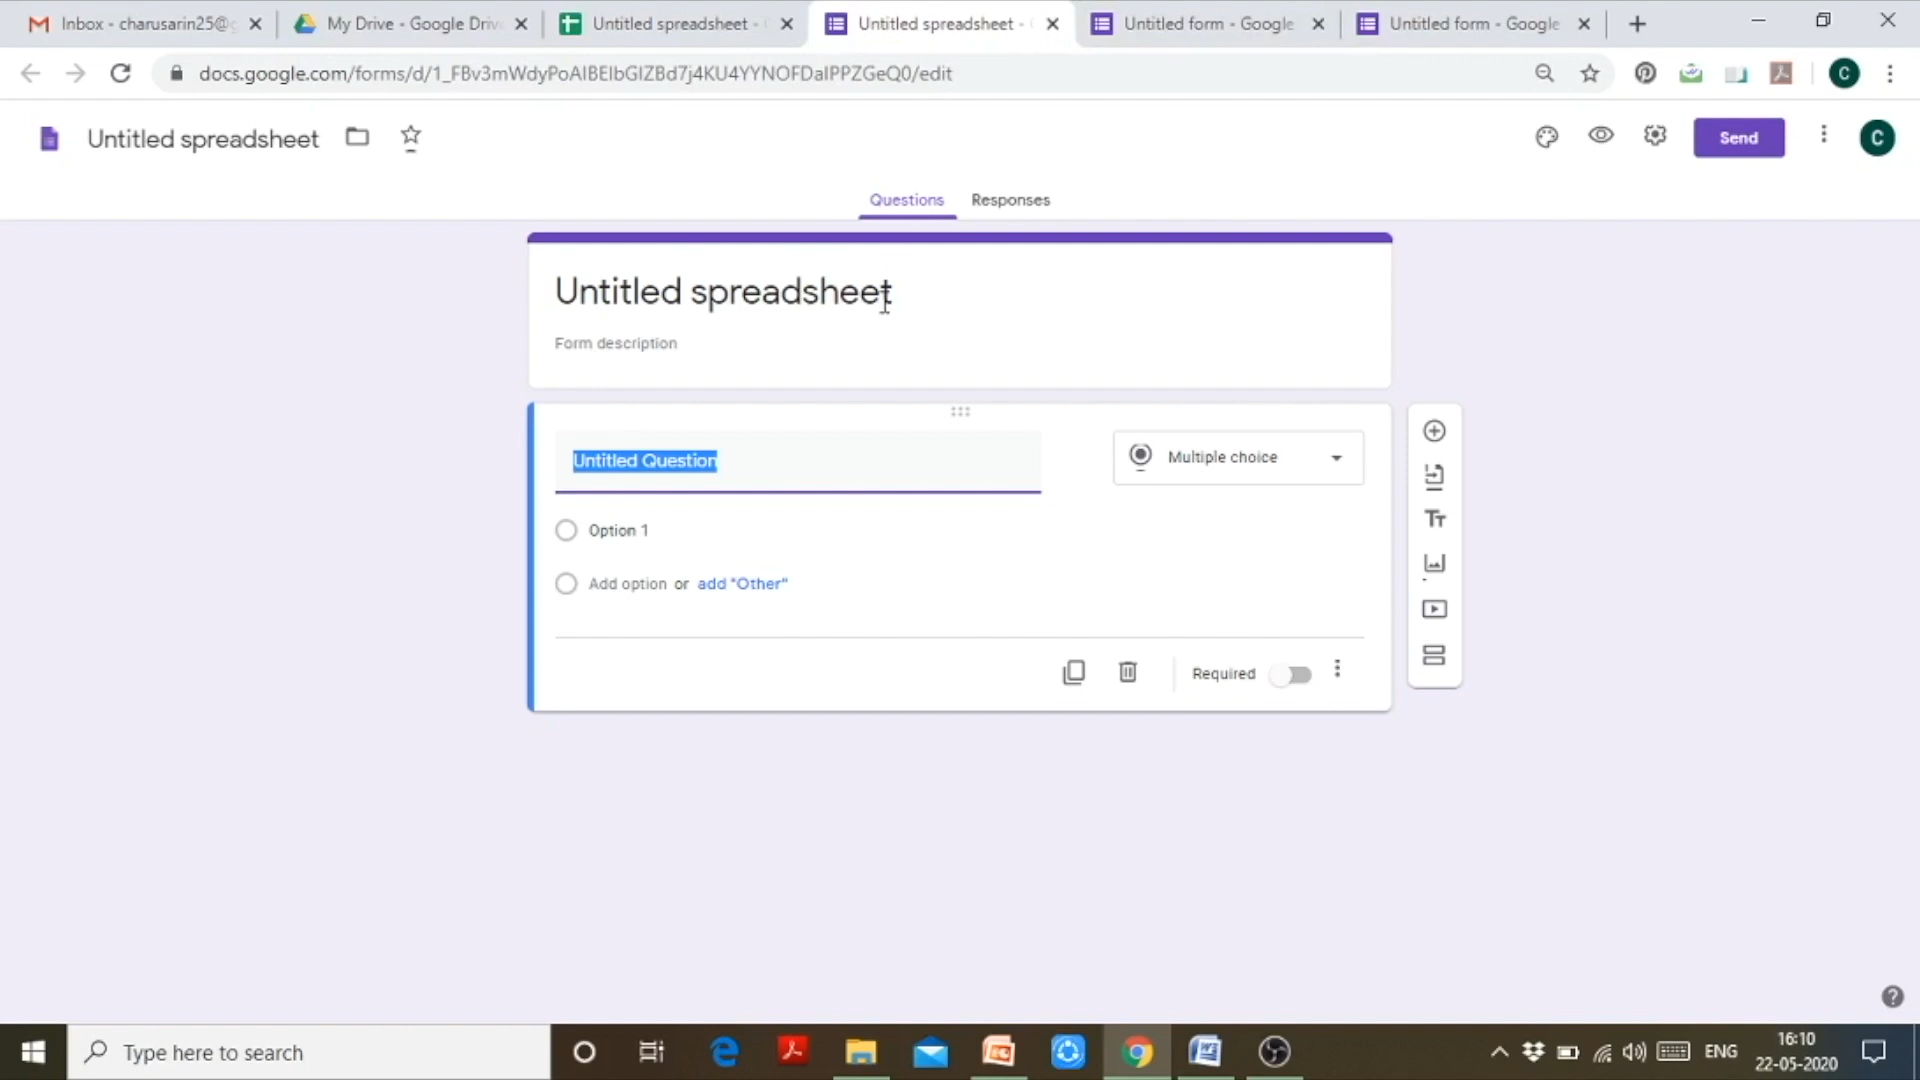 Inbox - charusarin25@g
My Drive - Google Driv
Untitled spreadsheet -
Untitled spreadsheet -
Untitled form - Google
Untitled form - Google
docs.google.com/forms/d/1_FBv3mWdyPoAIBEIbGIZBd7j4KU4YYNOFDaIPPZGeQ0/edit
C
Untitled spreadsheet
Send
C
Questions
Responses
Untitled spreadsheet
Form description
Untitled Question
Multiple choice
Option 1
Add option or add "Other"
Required
Type here to search
ENG
16:10
22-05-2020